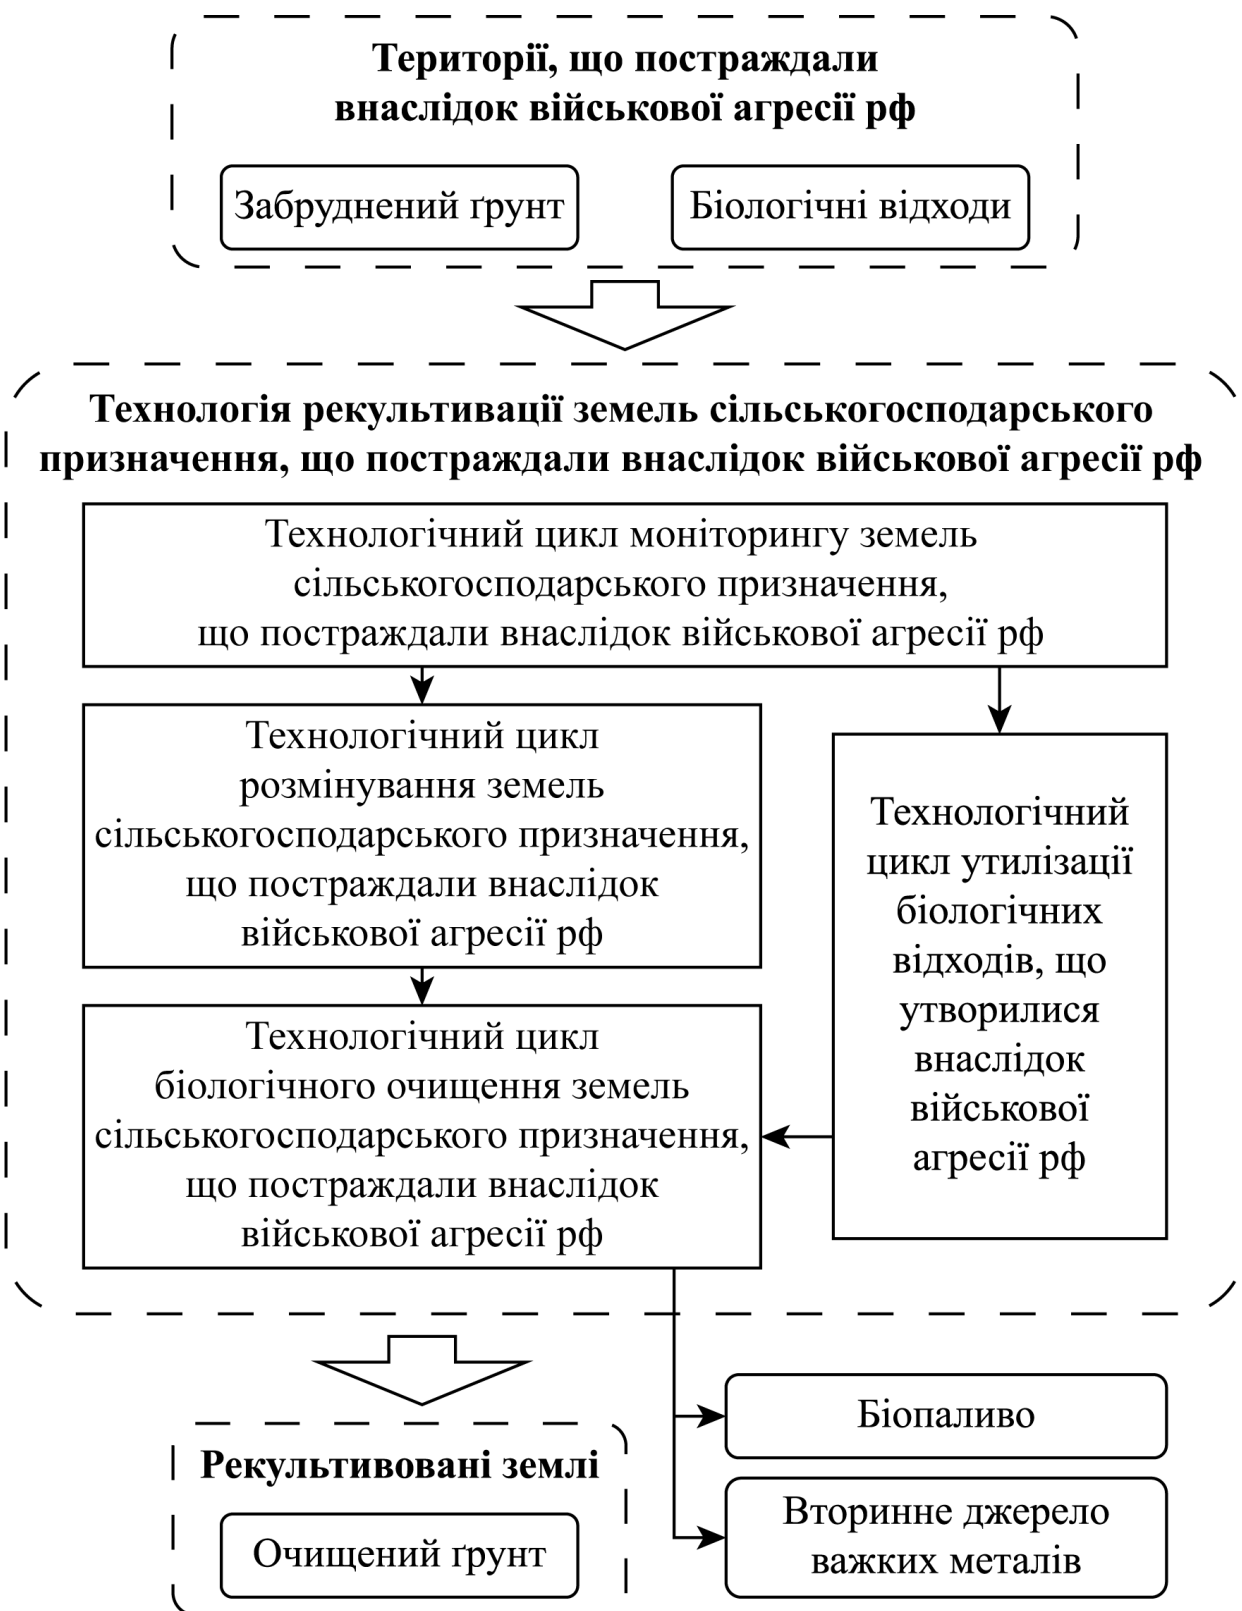 Території, що постраждали
внаслідок військової агресії рф
Забруднений ґрунт
Біологічні відходи
Технологія рекультивації земель сільськогосподарського
призначення, що постраждали внаслідок військової агресії рф
Технологічний цикл моніторингу земель
сільськогосподарського призначення,
що постраждали внаслідок військової агресії рф
Технологічний цикл
розмінування земель
сільськогосподарського призначення,
що постраждали внаслідок
військової агресії рф
Технологічний
цикл утилізації
біологічних
відходів, що
утворилися
внаслідок
військової
агресії рф
Технологічний цикл
біологічного очищення земель
сільськогосподарського призначення,
що постраждали внаслідок
військової агресії рф
Біопаливо
Рекультивовані землі
Очищений ґрунт
Вторинне джерело
важких металів